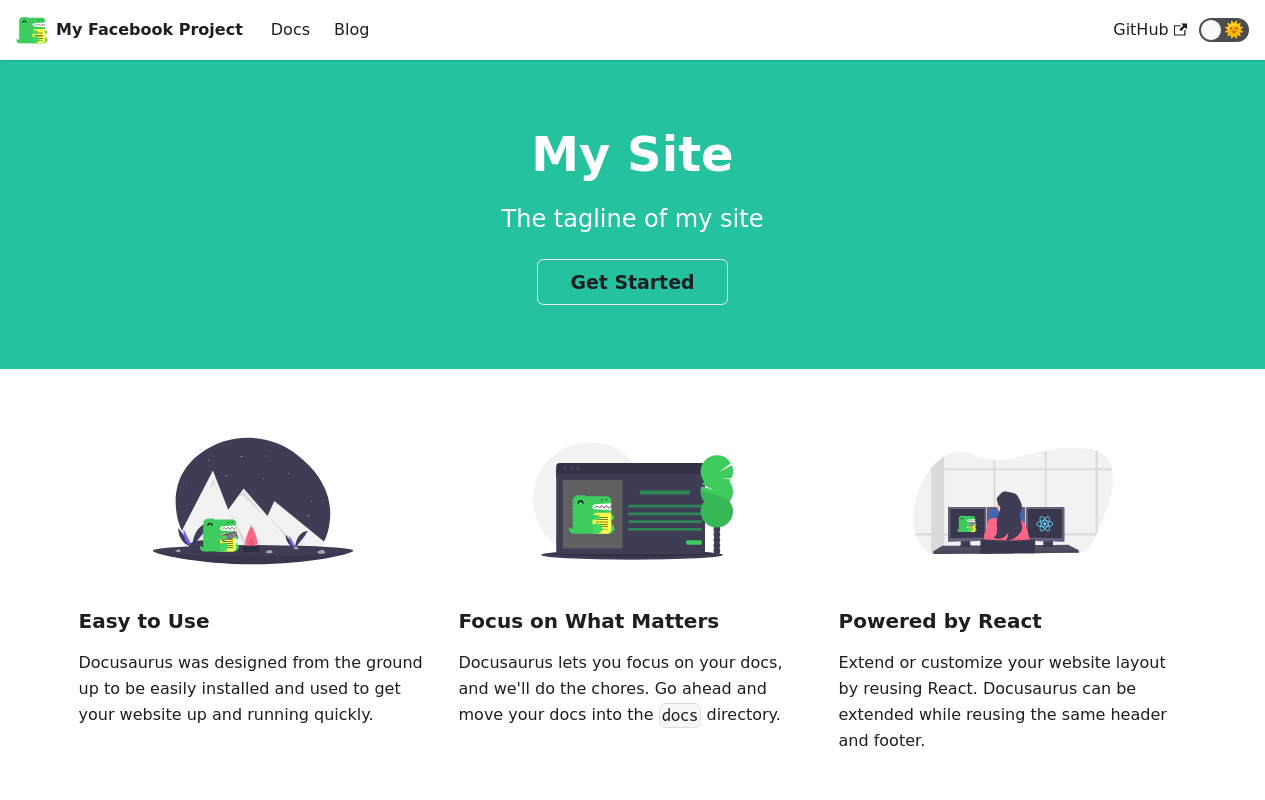 My Facebook Project Docs Blog GitHub
My Site
The tagline of my site
Get Started
Easy to Use
Docusaurus was designed from the ground
up to be easily installed and used to get
your website up and running quickly.
Focus on What Matters
Docusaurus lets you focus on your docs,
and we'll do the chores. Go ahead and
move your docs into the docs directory.
Powered by React
Extend or customize your website layout
by reusing React. Docusaurus can be
extended while reusing the same header
and footer.